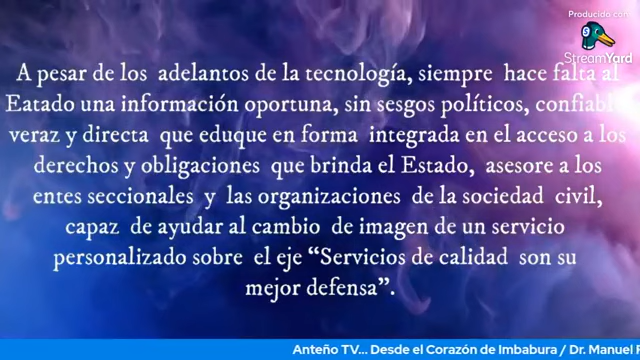 Producido con
StreamYard
A pesar de los adelantos de la tecnología, siempre hace falta al
Eatado una información oportuna, sin sesgos políticos, confiable
veraz y directa que eduque en forma integrada en el acceso a los
derechos y obligaciones que brinda el Estado, asesore a los
entes seccionales y las organizaciones de la sociedad civil,
capaz de ayudar al cambio de imagen de un servicio
personalizado sobre el eje “Servicios de calidad son su
mejor defensa”.
Anteño TV... Desde el Corazón de Imbabura / Dr. Manuel